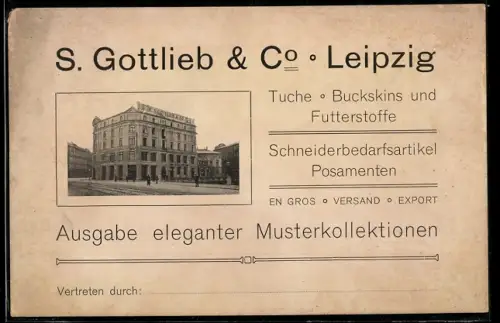 S. Gottlieb & Co ∘ Leipzig
Tuche ∘ Buckskins und
Futterstoffe
Schneiderbedarfsartikel
Posamenten
EN GROS ∘ VERSAND ∘ EXPORT
Ausgabe eleganter Musterkollektionen
Vertreten durch: